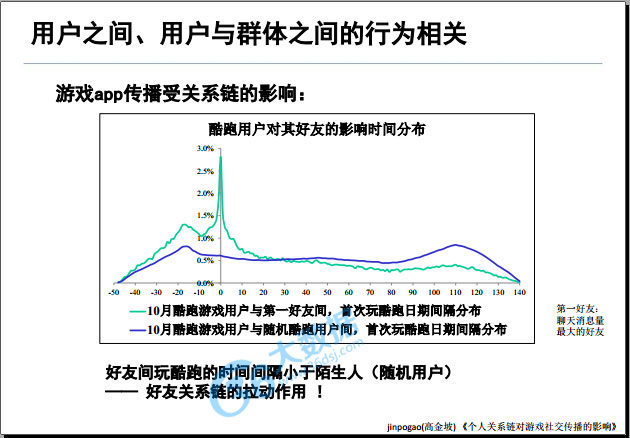 用户之间、用户与群体之间的行为相关
游戏app传播受关系链的影响：
酷跑用户对其好友的影响时间分布
3.0%
2.5%
2.0%
1.5%
1.0%
0.5%
0.0%
-50 -40 -30 -20 -10 0 10 20 30 40 50 60 70 80 90 100 110 120 130 140
10月酷跑游戏用户与第一好友间，首次玩酷跑日期间隔分布
10月酷跑游戏用户与随机酷跑用户间，首次玩酷跑日期间隔分布
第一好友：
聊天消息量
最大的好友
大数据
好友间玩酷跑的时间间隔小于陌生人（随机用户）
—— 好友关系链的拉动作用 ！
jinpogao(高金坡) 《个人关系链对游戏社交传播的影响》